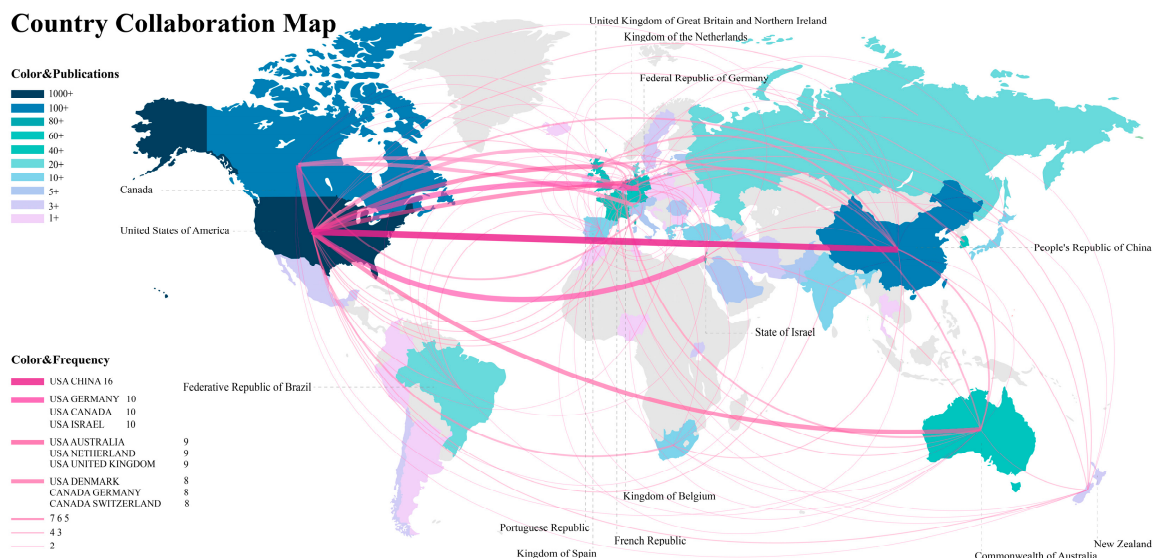 Country Collaboration Map
United Kingdom of Great Britain and Northern Ireland
Kingdom of the Netherlands
Federal Republic of Germany
Color&Publications
1000+
100+
80+
60+
40+
20+
10+
5+
3+
1+
Canada
United States of America
People's Republic of China
State of Israel
Federative Republic of Brazil
Color&Frequency
USA CHINA 16
USA GERMANY 10
USA CANADA 10
USA ISRAEL 10
USA AUSTRALIA 9
USA NETHERLAND 9
USA UNITED KINGDOM 9
USA DENMARK 8
CANADA GERMANY 8
CANADA SWITZERLAND 8
7 6 5
4 3
2
Kingdom of Belgium
Portuguese Republic
French Republic
Kingdom of Spain
New Zealand
Commonwealth of Australia